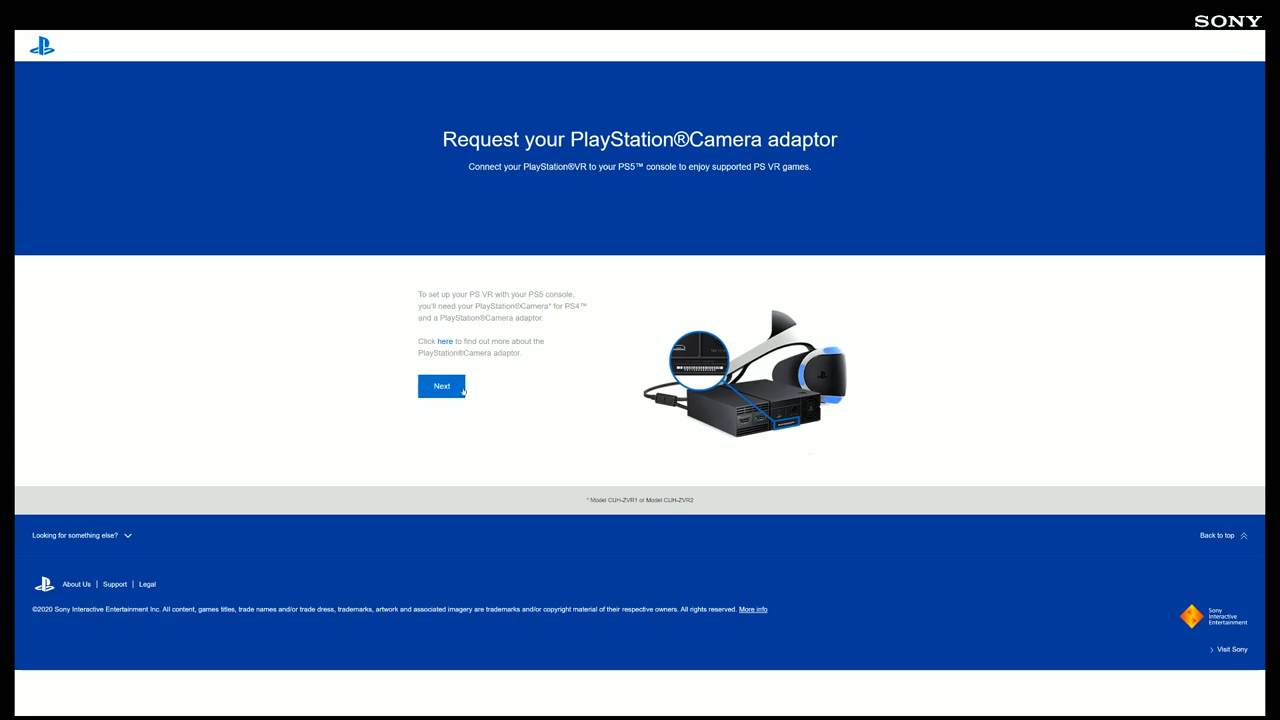 SONY
Request your PlayStation®Camera adaptor
Connect your PlayStation®VR to your PS5™ console to enjoy supported PS VR games.
To set up your PS VR with your PS5 console,
you'll need your PlayStation®Camera* for PS4™
and a PlayStation®Camera adaptor.
Click here to find out more about the
PlayStation®Camera adaptor.
Next
* Model CUH-ZVR1 or Model CUH-ZVR2
Looking for something else?
Back to top
About Us | Support | Legal
©2020 Sony Interactive Entertainment Inc. All content, games titles, trade names and/or trade dress, trademarks, artwork and associated imagery are trademarks and/or copyright material of their respective owners. All rights reserved. More info
Sony
Interactive
Entertainment
Visit Sony